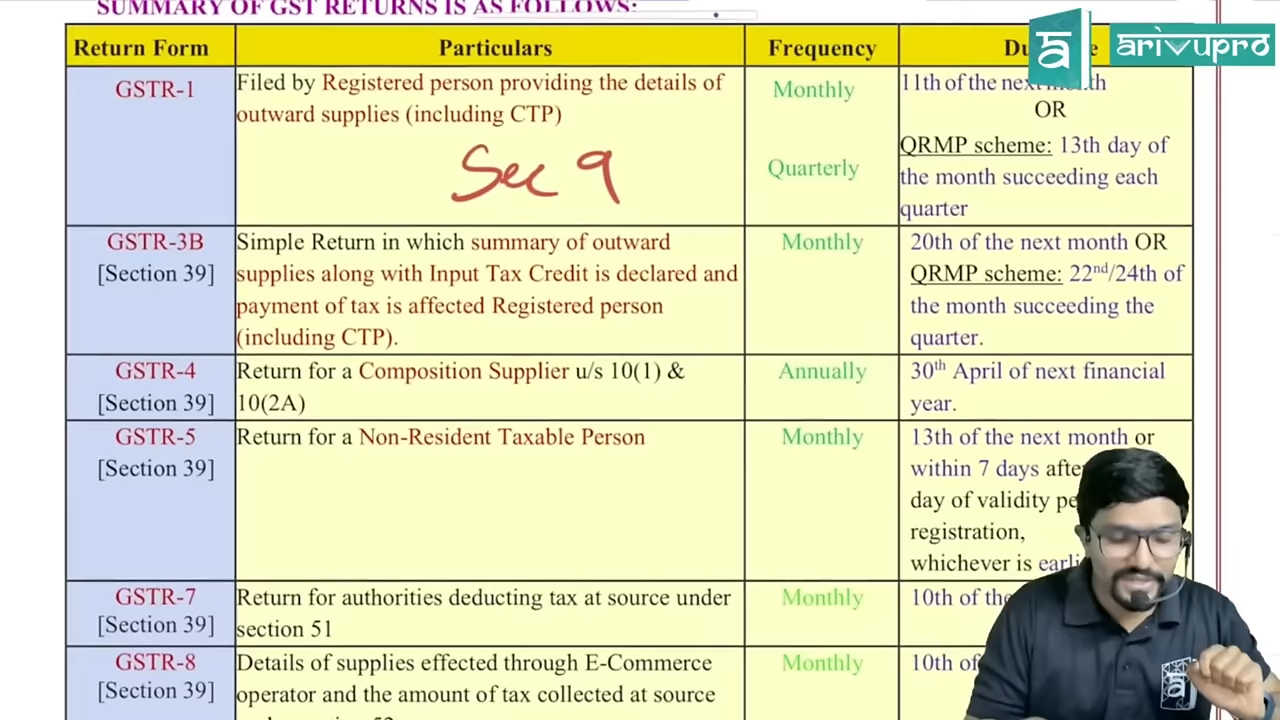 SUMMARY OF GST RETURNS IS AS FOLLOWS:
arivupro
Return Form Particulars Frequency
GSTR-1
Filed by Registered person providing the details of
outward supplies (including CTP)
Sec 9
Monthly
Quarterly
11th of the next
OR
QRMP scheme: 13th day of
the month succeeding each
quarter
GSTR-3B
[Section 39]
Simple Return in which summary of outward
supplies along with Input Tax Credit is declared and
payment of tax is affected Registered person
(including CTP).
Monthly
20th of the next month OR
QRMP scheme: 22nd/24th of
the month succeeding the
quarter.
GSTR-4
[Section 39]
Return for a Composition Supplier u/s 10(1) &
10(2A)
Annually
30th April of next financial
year.
GSTR-5
[Section 39]
Return for a Non-Resident Taxable Person
Monthly
13th of the next month or
within 7 days
day of validity
registration,
whichever is
GSTR-7
[Section 39]
Return for authorities deducting tax at source under
section 51
Monthly
10th of
GSTR-8
[Section 39]
Details of supplies effected through E-Commerce
operator and the amount of tax collected at source
Monthly
10th of